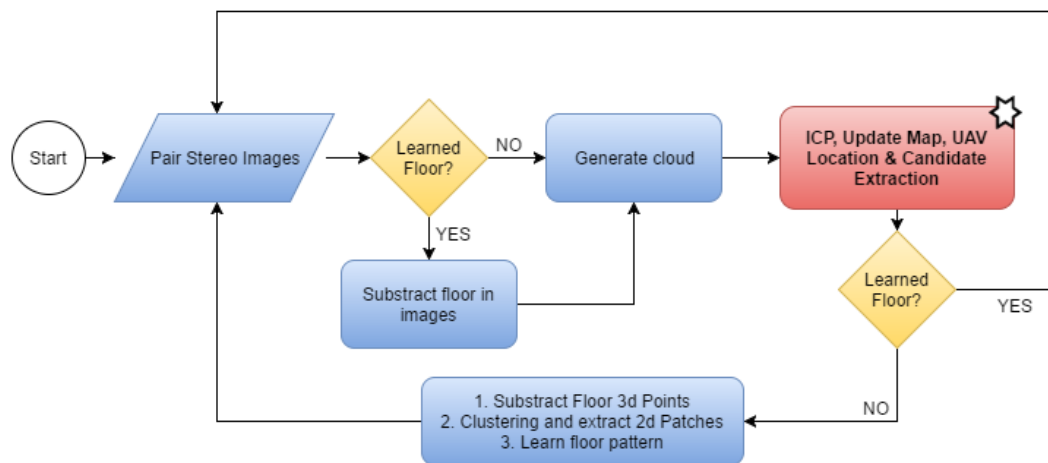 Start
Pair Stereo Images
Learned
Floor?
NO
Generate cloud
ICP, Update Map, UAV
Location & Candidate
Extraction
YES
Substract floor in
images
Learned
Floor?
YES
NO
1. Substract Floor 3d Points
2. Clustering and extract 2d Patches
3. Learn floor pattern